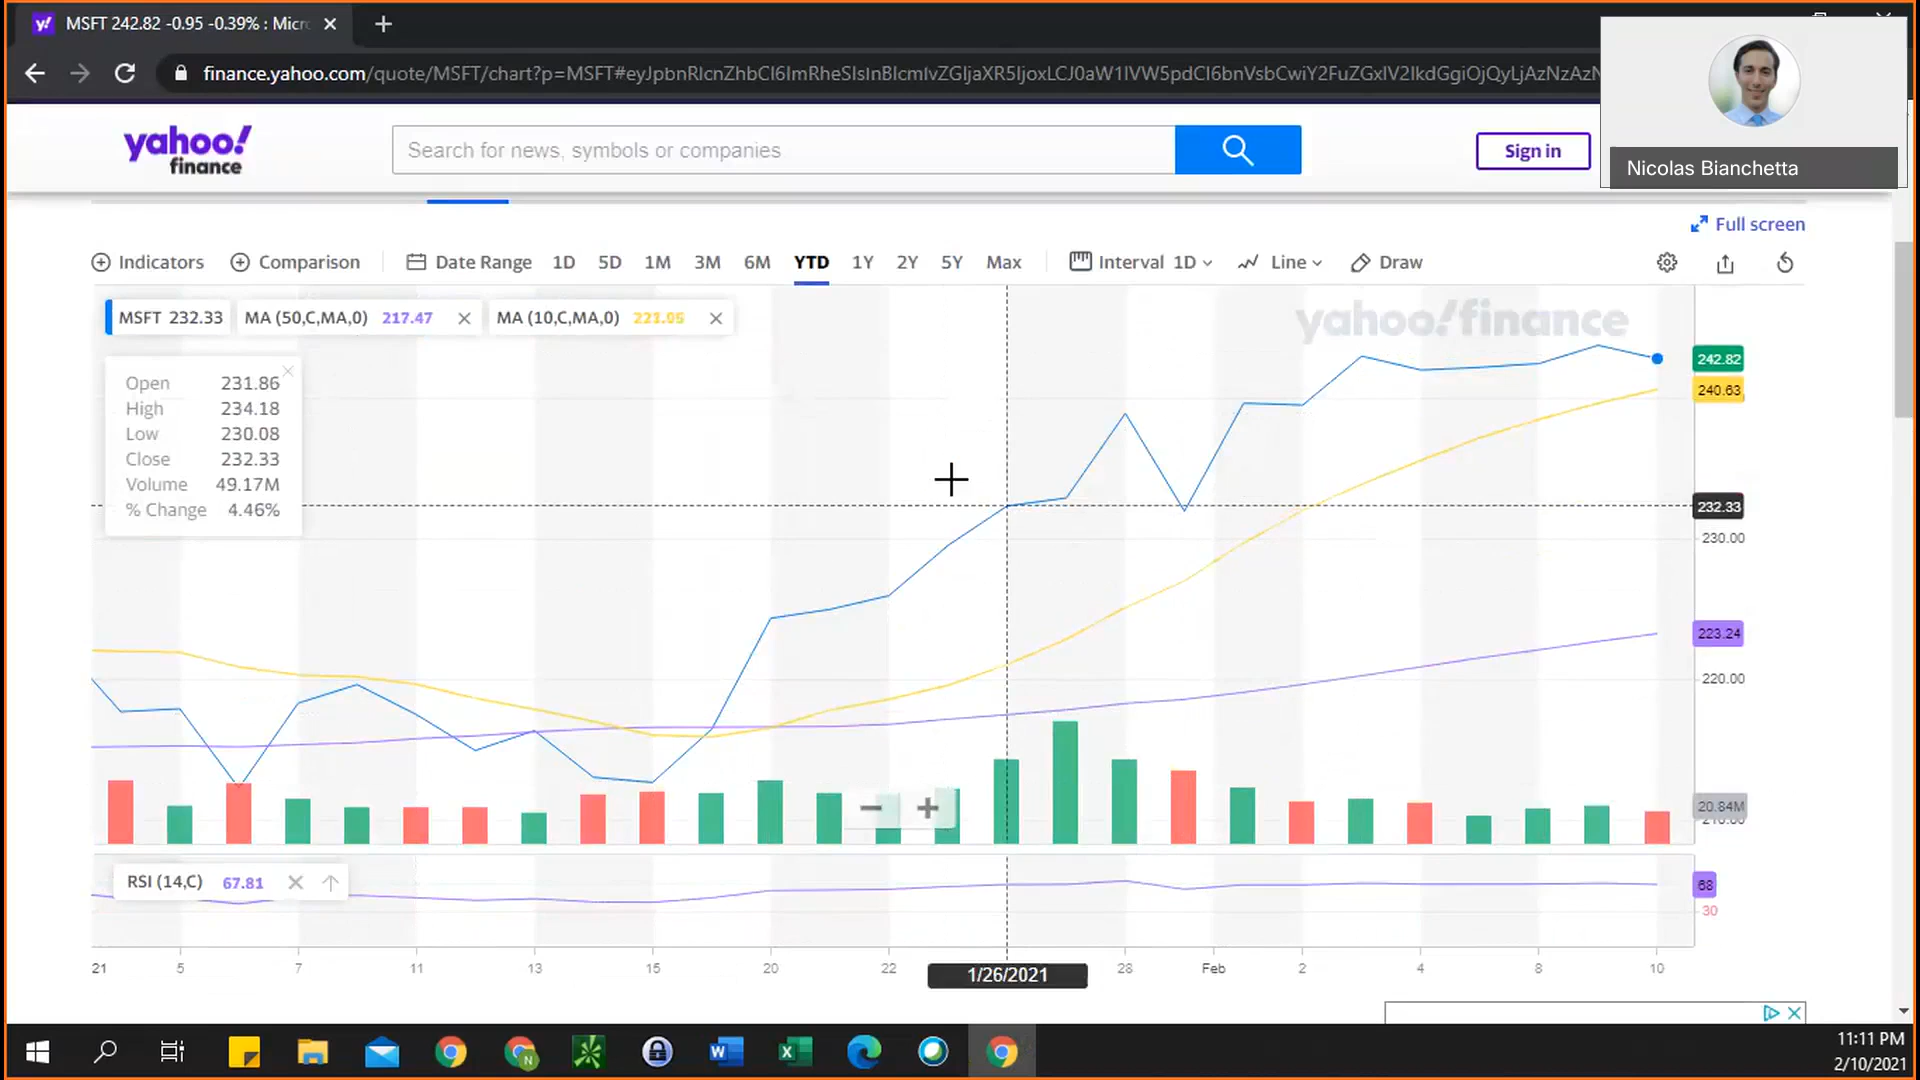 y! MSFT 242.82 -0.95 -0.39% : Micr
finance.yahoo.com/quote/MSFT/chart?p=MSFT#
yahoo!
finance
Search for news, symbols or companies
Sign in
Nicolas Bianchetta
Full screen
Indicators Comparison Date Range 1D 5D 1M 3M 6M YTD 1Y 2Y 5Y Max Interval 1D Line Draw
MSFT 232.33 MA (50,C,MA,0) 217.47 MA (10,C,MA,0) 221.05
yahoo!finance
Open 231.86
High 234.18
Low 230.08
Close 232.33
Volume 49.17M
% Change 4.46%
242.82
240.63
232.33
230.00
223.24
220.00
20.84M
210.00
RSI (14,C) 67.81
68
30
21 5 7 11 13 15 20 22 1/26/2021 28 Feb 2 4 8 10
11:11 PM
2/10/2021